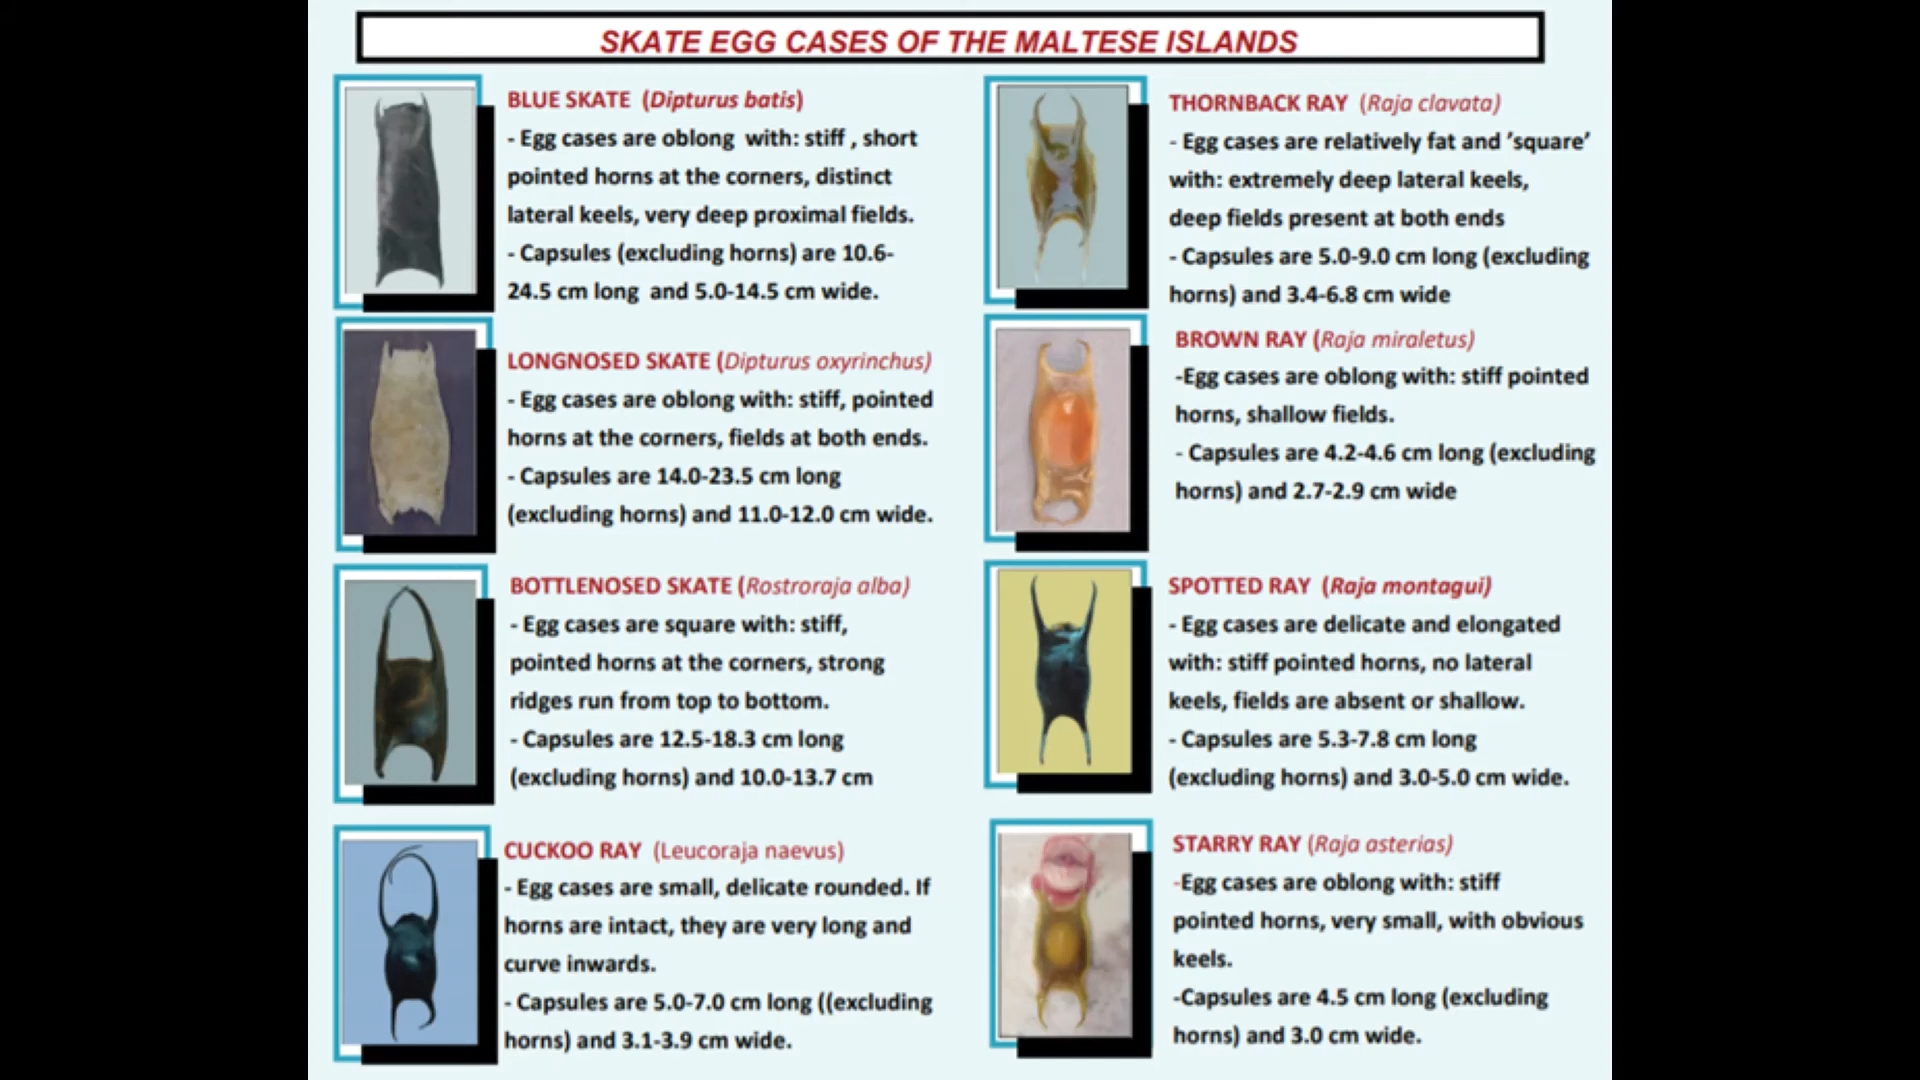 SKATE EGG CASES OF THE MALTESE ISLANDS
BLUE SKATE (Dipturus batis)
- Egg cases are oblong with: stiff , short
pointed horns at the corners, distinct
lateral keels, very deep proximal fields.
- Capsules (excluding horns) are 10.6-
24.5 cm long and 5.0-14.5 cm wide.
LONGNOSED SKATE (Dipturus oxyrinchus)
- Egg cases are oblong with: stiff, pointed
horns at the corners, fields at both ends.
- Capsules are 14.0-23.5 cm long
(excluding horns) and 11.0-12.0 cm wide.
BOTTLENOSED SKATE (Rostroraja alba)
- Egg cases are square with: stiff,
pointed horns at the corners, strong
ridges run from top to bottom.
- Capsules are 12.5-18.3 cm long
(excluding horns) and 10.0-13.7 cm
CUCKOO RAY (Leucoraja naevus)
- Egg cases are small, delicate rounded. If
horns are intact, they are very long and
curve inwards.
- Capsules are 5.0-7.0 cm long ((excluding
horns) and 3.1-3.9 cm wide.
THORNBACK RAY (Raja clavata)
- Egg cases are relatively fat and ’square’
with: extremely deep lateral keels,
deep fields present at both ends
- Capsules are 5.0-9.0 cm long (excluding
horns) and 3.4-6.8 cm wide
BROWN RAY (Raja miraletus)
-Egg cases are oblong with: stiff pointed
horns, shallow fields.
- Capsules are 4.2-4.6 cm long (excluding
horns) and 2.7-2.9 cm wide
SPOTTED RAY (Raja montagui)
- Egg cases are delicate and elongated
with: stiff pointed horns, no lateral
keels, fields are absent or shallow.
- Capsules are 5.3-7.8 cm long
(excluding horns) and 3.0-5.0 cm wide.
STARRY RAY (Raja asterias)
-Egg cases are oblong with: stiff
pointed horns, very small, with obvious
keels.
-Capsules are 4.5 cm long (excluding
horns) and 3.0 cm wide.